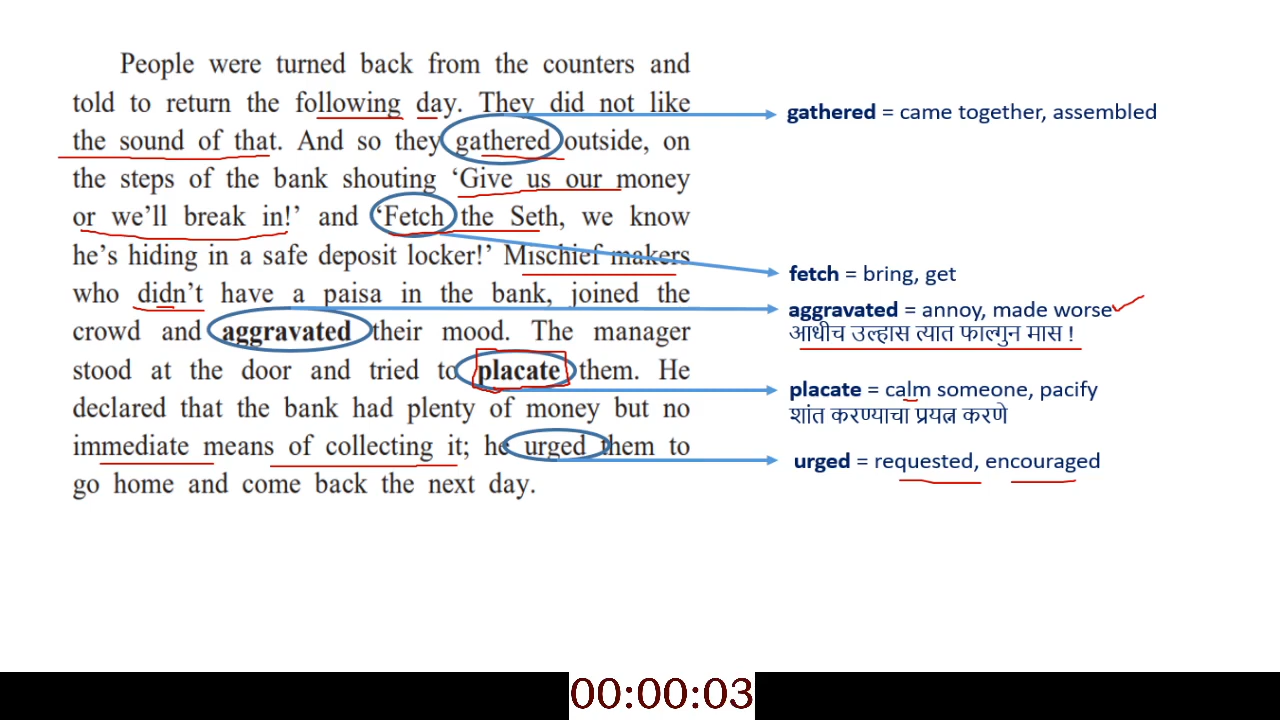 People were turned back from the counters and
told to return the following day. They did not like
the sound of that. And so they gathered outside, on
the steps of the bank shouting ‘Give us our money
or we’ll break in!’ and ‘Fetch the Seth, we know
he’s hiding in a safe deposit locker!’ Mischief makers
who didn’t have a paisa in the bank, joined the
crowd and aggravated their mood. The manager
stood at the door and tried to placate them. He
declared that the bank had plenty of money but no
immediate means of collecting it; he urged them to
go home and come back the next day.
gathered = came together, assembled
fetch = bring, get
aggravated = annoy, made worse
आधीच उल्हास त्यात फाल्गुन मास !
placate = calm someone, pacify
शांत करण्याचा प्रयत्न करणे
urged = requested, encouraged
00:00:03